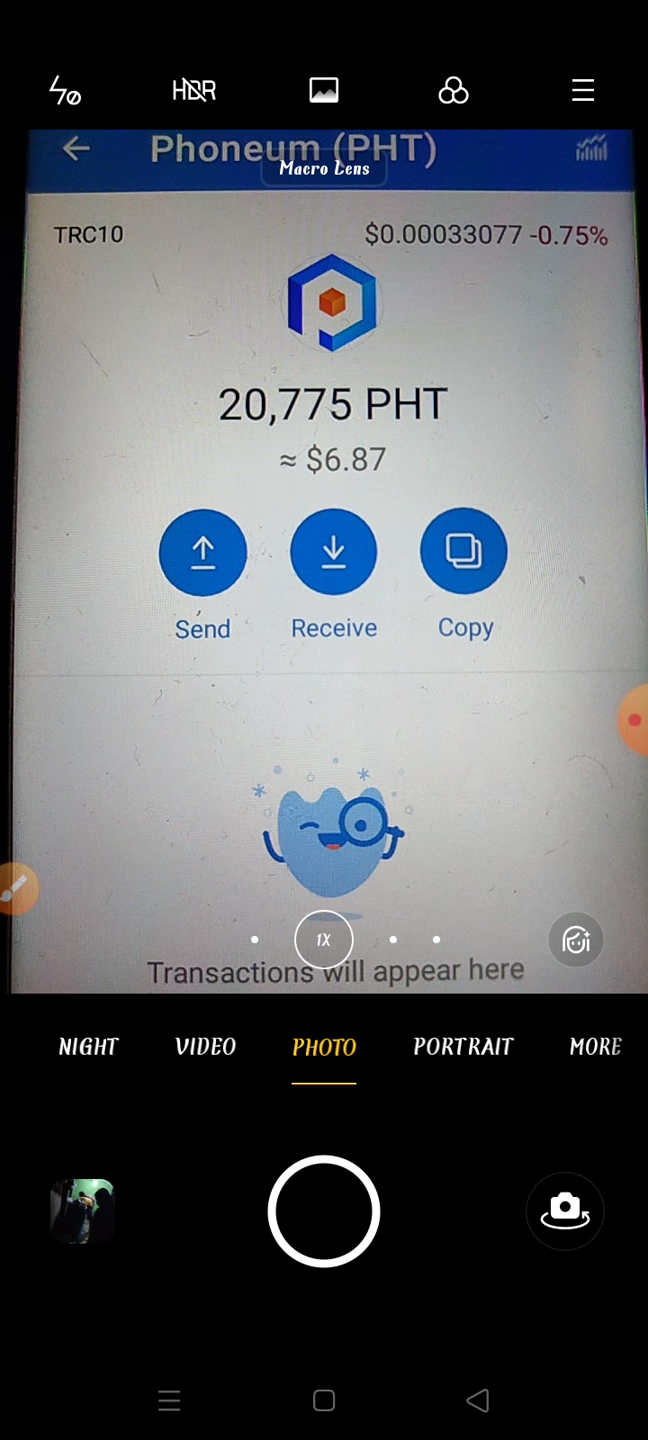 HDR
Phoneum (PHT)
Macro Lens
TRC10
$0.00033077 -0.75%
20,775 PHT
≈ $6.87
Send
Receive
Copy
1X
Transactions will appear here
NIGHT
VIDEO
PHOTO
PORTRAIT
MORE